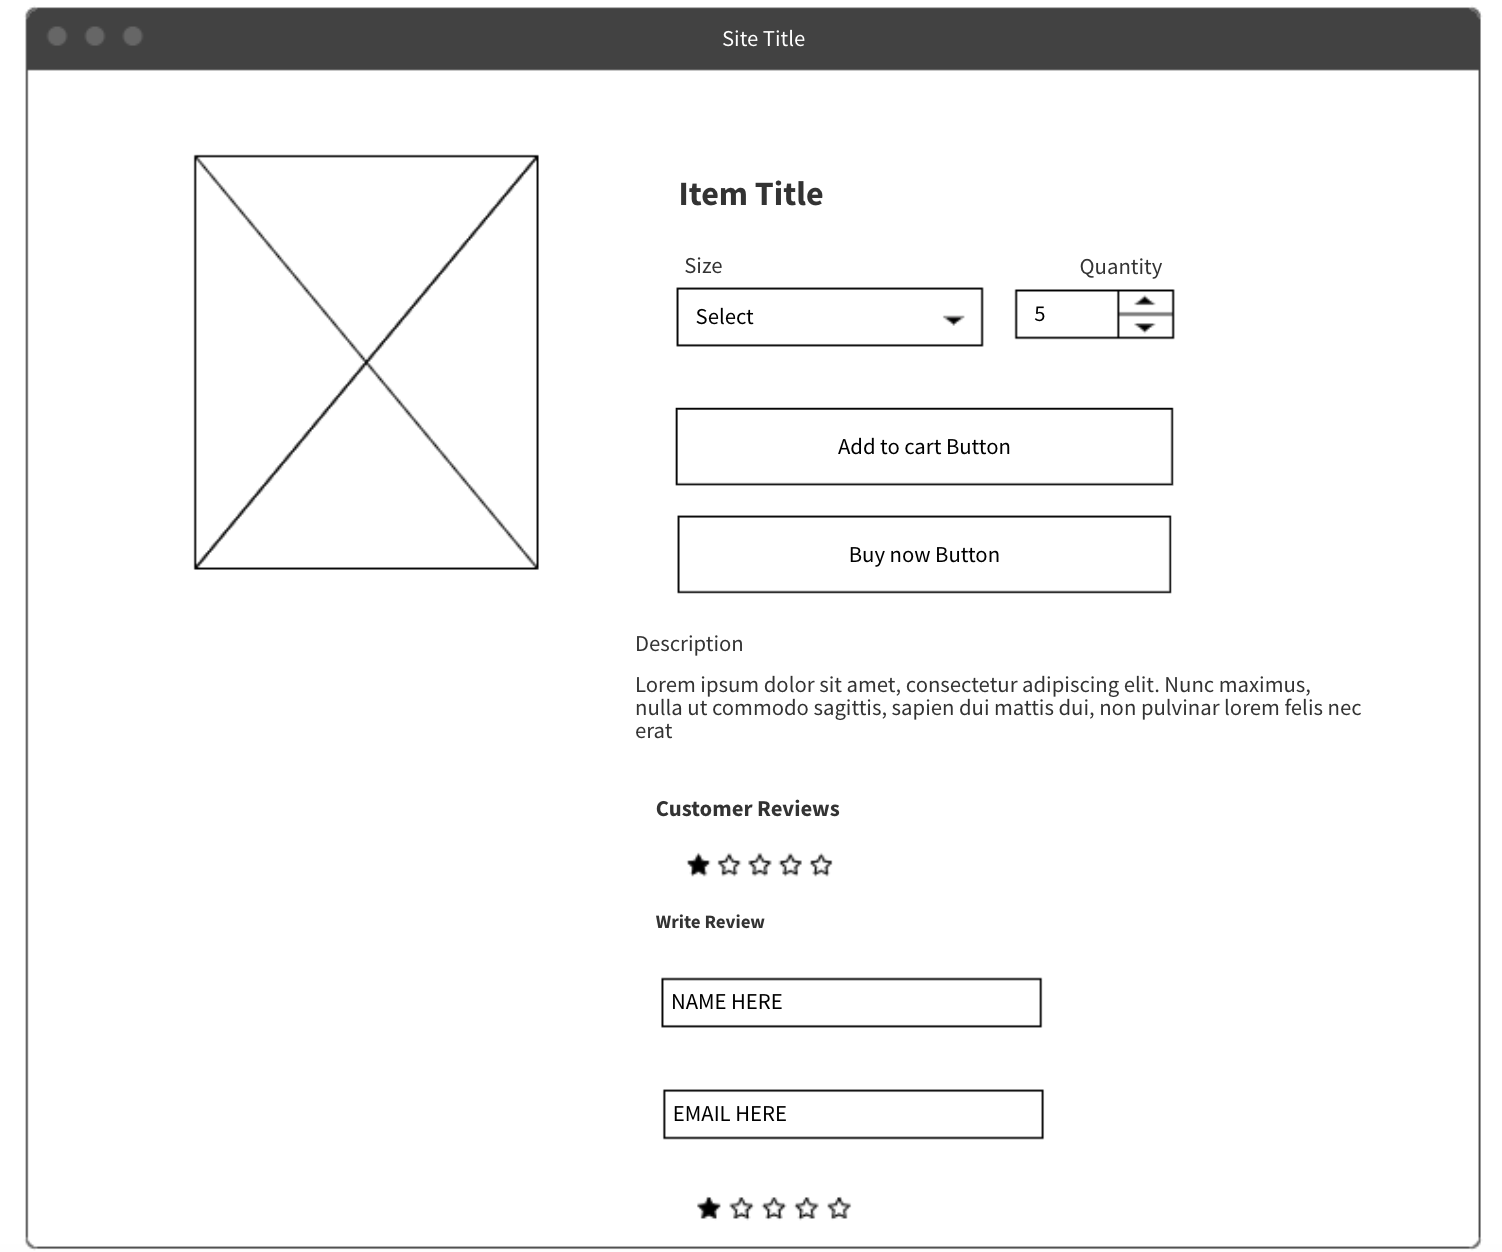 Site Title
Item Title
Size
Quantity
Select
5
Add to cart Button
Buy now Button
Description
Lorem ipsum dolor sit amet, consectetur adipiscing elit. Nunc maximus,
nulla ut commodo sagittis, sapien dui mattis dui, non pulvinar lorem felis nec
erat
Customer Reviews
Write Review
NAME HERE
EMAIL HERE